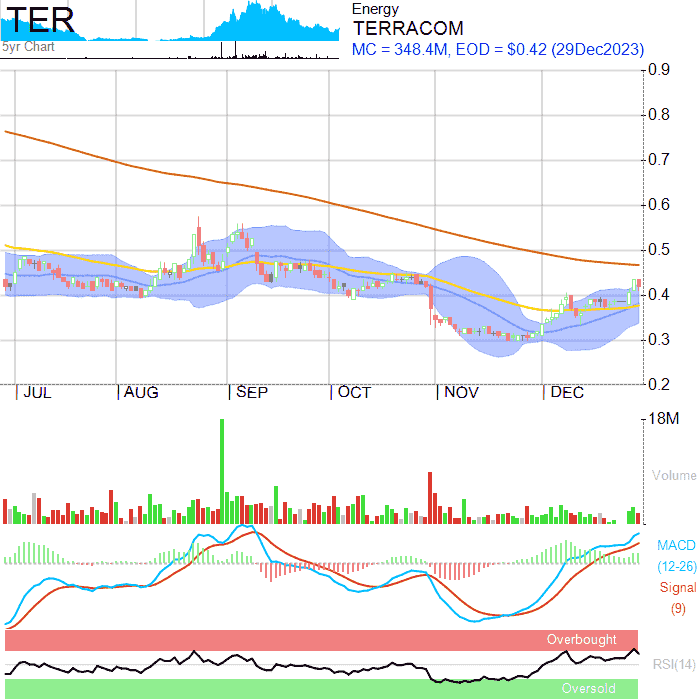 TER
5yr Chart
Energy
TERRACOM
MC = 348.4M, EOD = $0.42 (29Dec2023)
0.9
0.8
0.7
0.6
0.5
0.4
0.3
0.2
JUL AUG SEP OCT NOV DEC
18M
Volume
MACD
(12-26)
Signal
(9)
Overbought
RSI(14)
Oversold